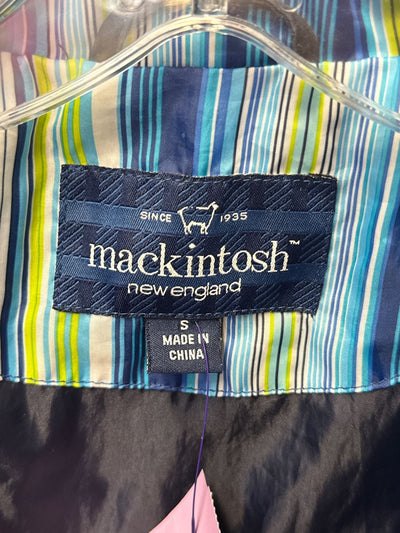 SINCE 1935
mackintosh™
new england
S
MADE IN
CHINA